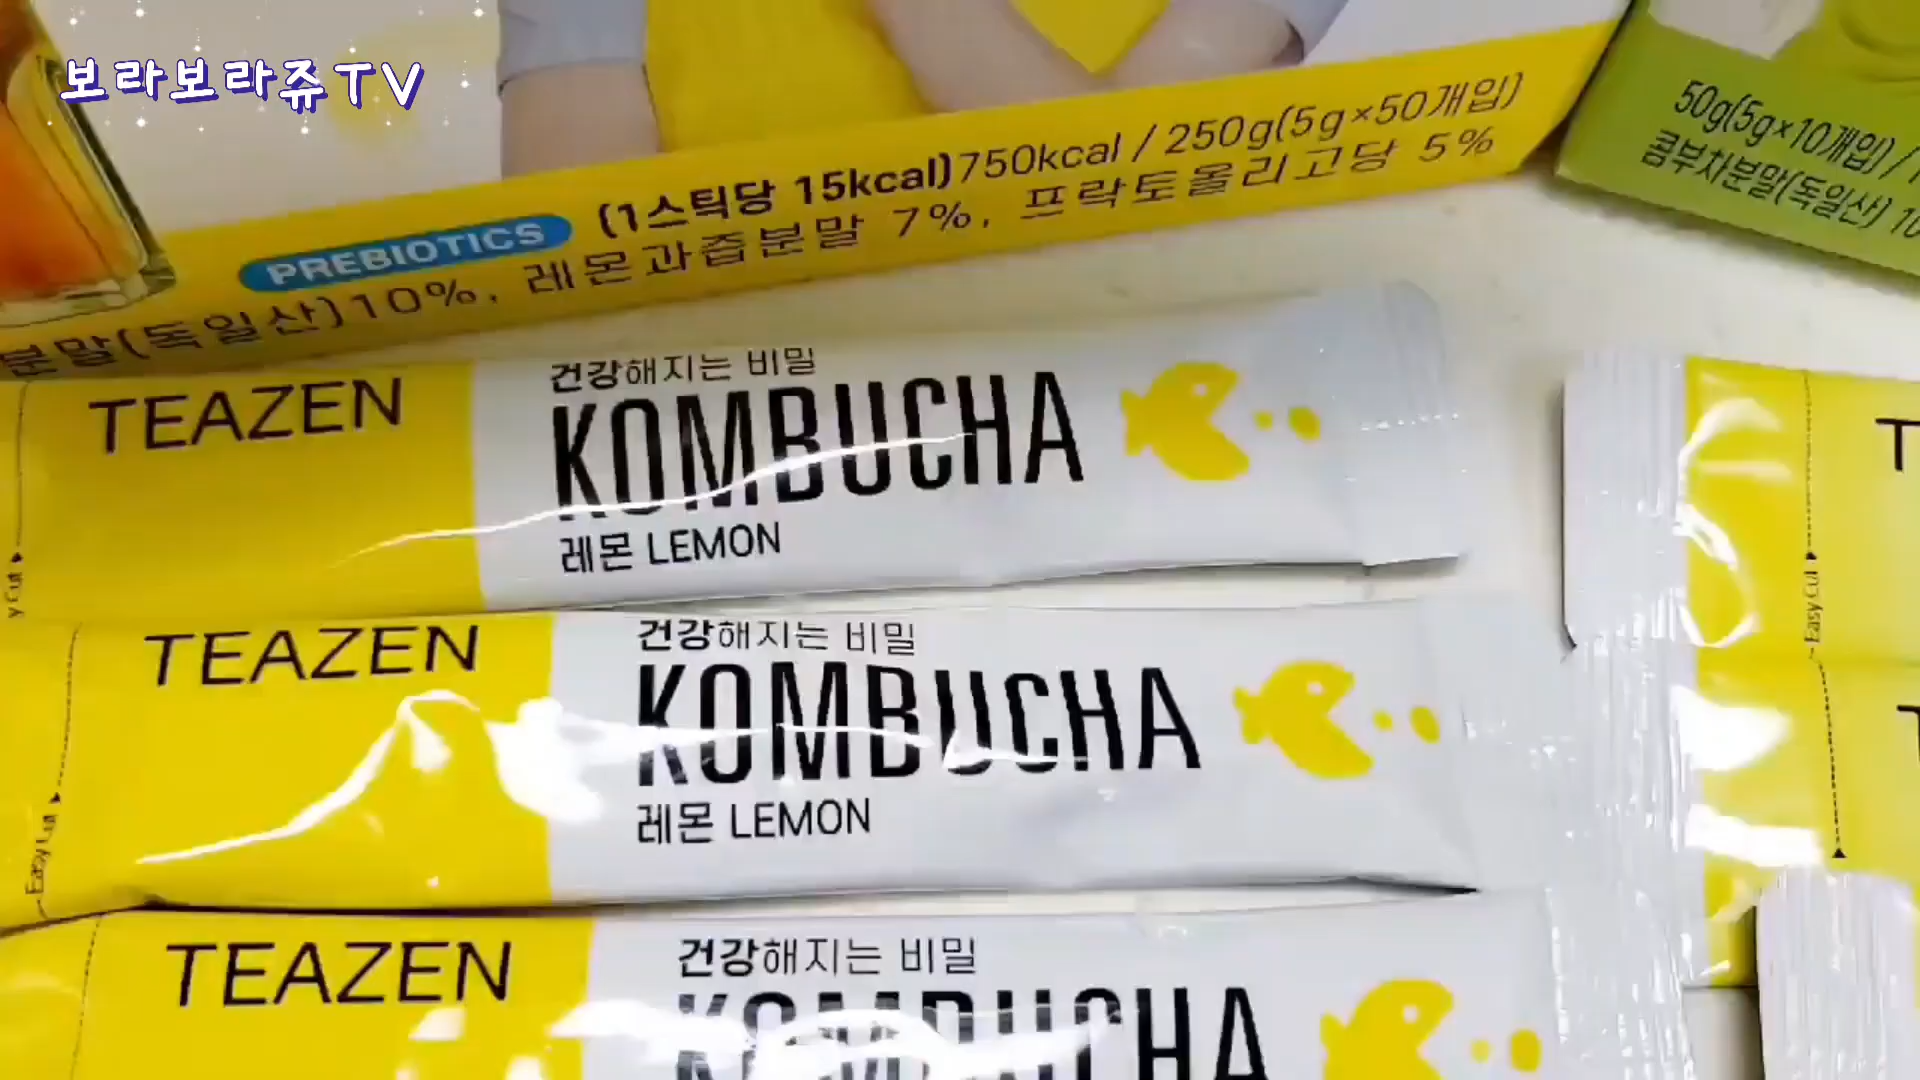 보라보라쥬TV
PREBIOTICS (1스틱당 15kcal)750kcal / 250g(5g×50개입)
분말(독일산)10%, 레몬과즙분말 7%, 프락토올리고당 5%
50g(5g×10개입) /
콤부차분말(독일산) 10
TEAZEN
건강해지는 비밀
KOMBUCHA
레몬 LEMON
y Cut
TEAZEN
건강해지는 비밀
KOMBUCHA
레몬 LEMON
Easy Cut
TEAZEN
건강해지는 비밀
KOMBUCHA
Easy Cut
T